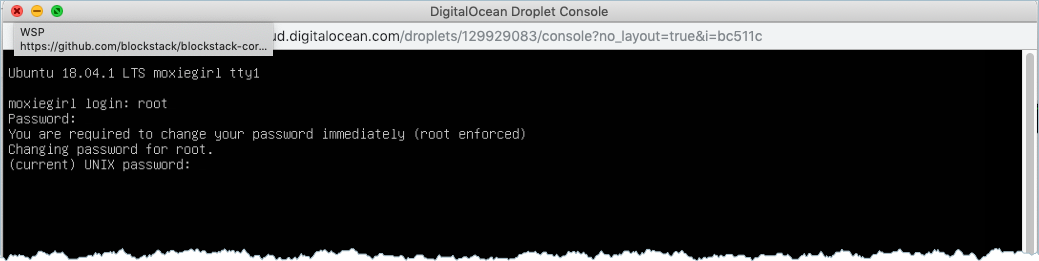 DigitalOcean Droplet Console
WSP
https://github.com/blockstack/blockstack-cor...
ud.digitalocean.com/droplets/129929083/console?no_layout=true&i=bc511c
Ubuntu 18.04.1 LTS moxiegirl tty1
moxiegirl login: root
Password:
You are required to change your password immediately (root enforced)
Changing password for root.
(current) UNIX password: